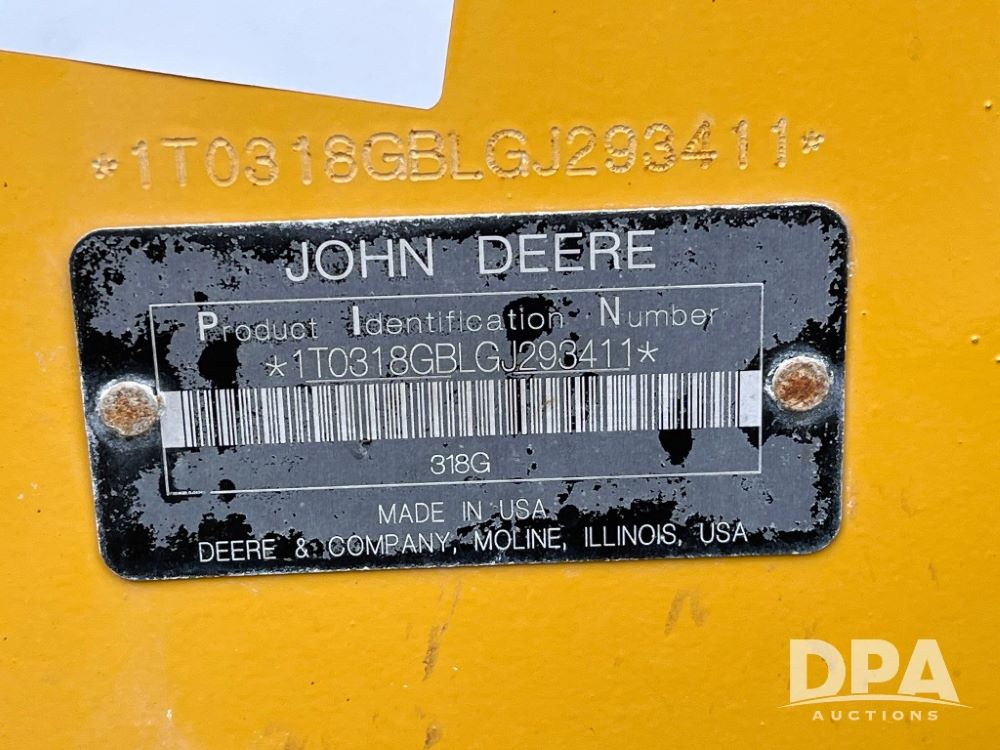 *1T0318GBLGJ293411*
JOHN DEERE
Product Identification Number
*1T0318GBLGJ293411*
318G
MADE IN USA
DEERE & COMPANY, MOLINE, ILLINOIS, USA
DPA
AUCTIONS